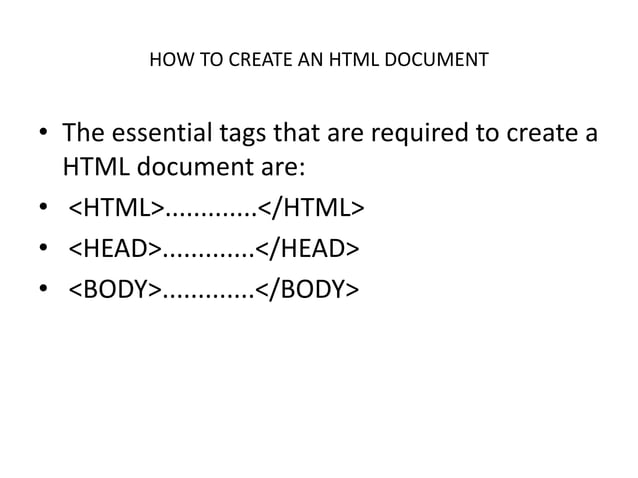 HOW TO CREATE AN HTML DOCUMENT
• The essential tags that are required to create a
HTML document are:
• <HTML>.............</HTML>
• <HEAD>.............</HEAD>
• <BODY>.............</BODY>